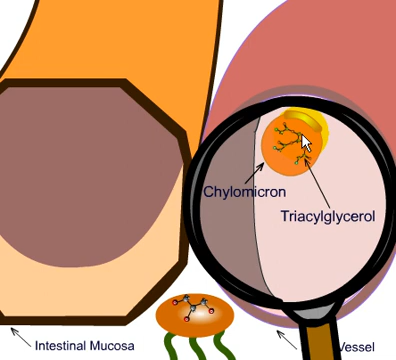 Chylomicron
Triacylglycerol
Intestinal Mucosa
Vessel